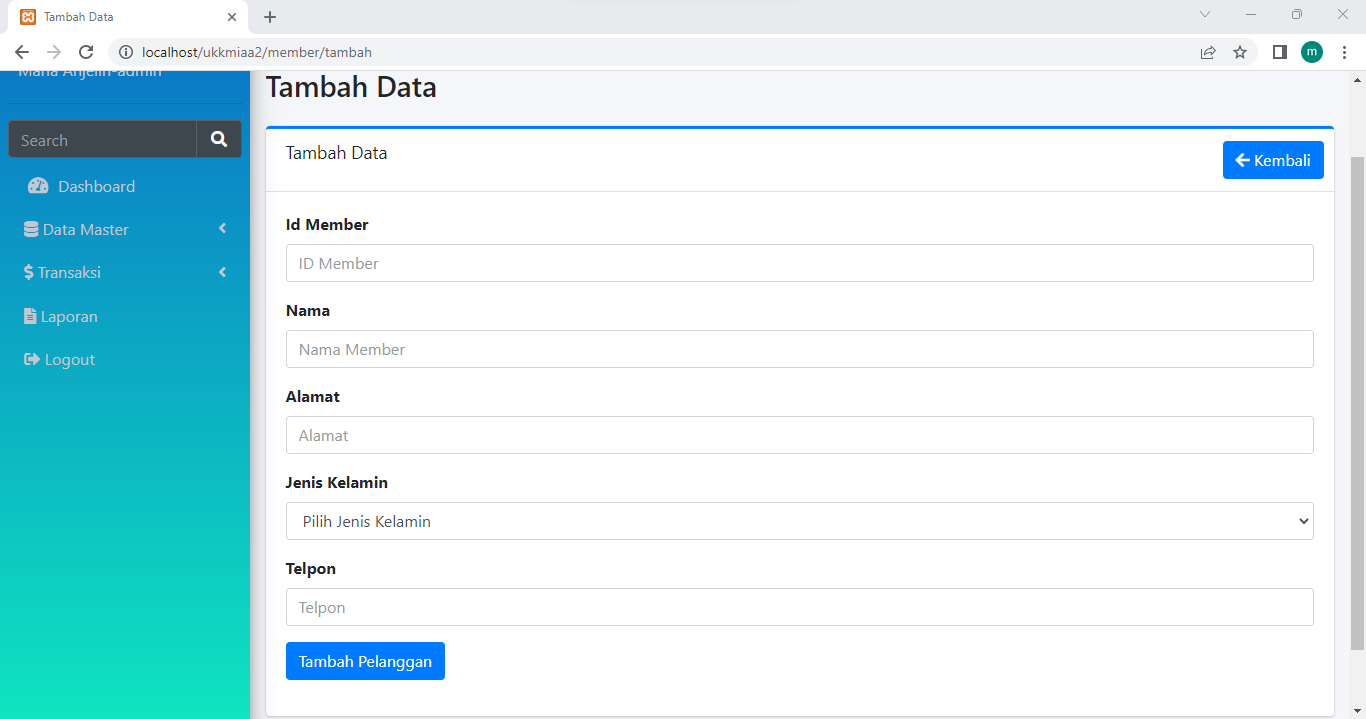 Tambah Data
localhost/ukkmiaa2/member/tambah
m
Tambah Data
Search
Tambah Data
Kembali
Dashboard
Data Master
Transaksi
Laporan
Logout
Id Member
ID Member
Nama
Nama Member
Alamat
Alamat
Jenis Kelamin
Pilih Jenis Kelamin
Telpon
Telpon
Tambah Pelanggan